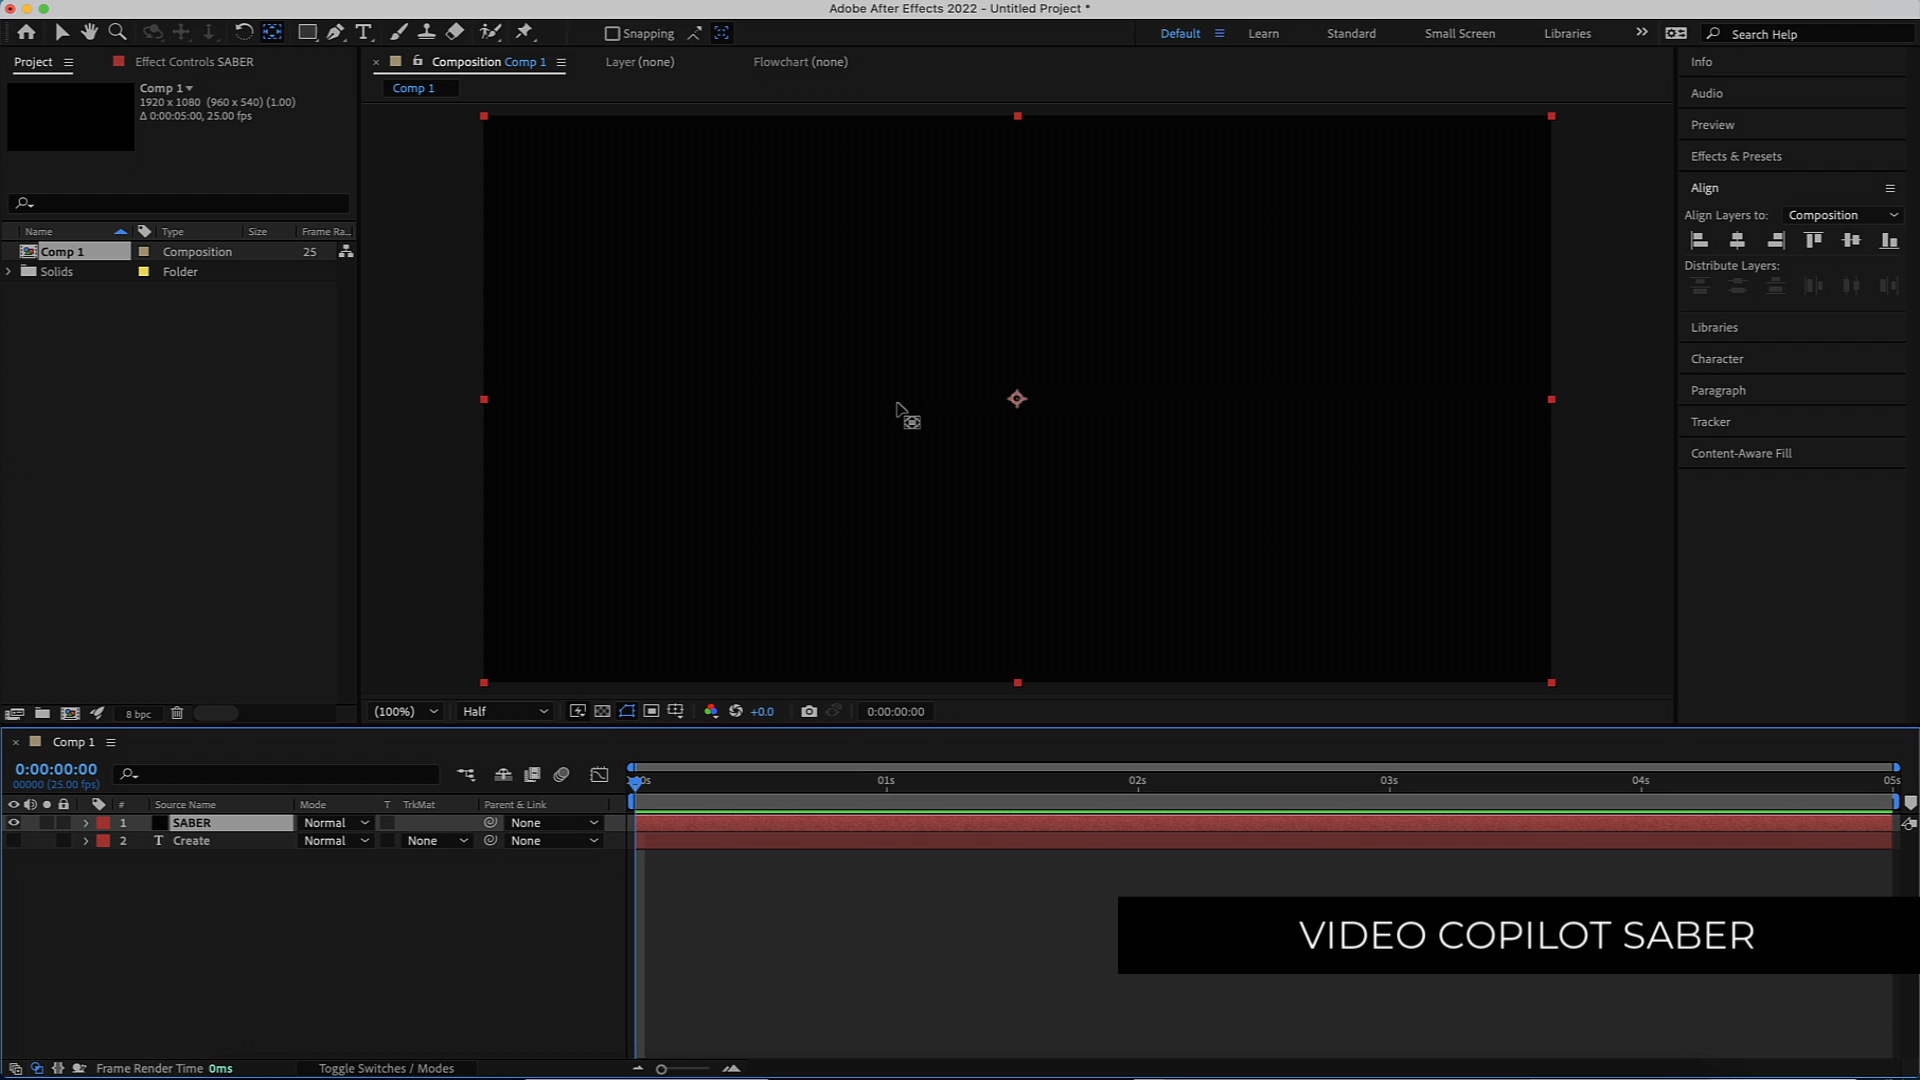 Adobe After Effects 2022 - Untitled Project *
Snapping
Default
Learn
Standard
Small Screen
Libraries
Search Help
Project
Effect Controls SABER
Composition Comp 1
Layer (none)
Flowchart (none)
Comp 1
1920 x 1080 (960 x 540) (1.00)
Δ 0:00:05:00, 25.00 fps
Comp 1
Name
Type
Size
Frame Ra...
Comp 1
Composition
25
Solids
Folder
Info
Audio
Preview
Effects & Presets
Align
Align Layers to:
Composition
Distribute Layers:
Libraries
Character
Paragraph
Tracker
Content-Aware Fill
8 bpc
(100%)
Half
+0.0
0:00:00:00
Comp 1
0:00:00:00
00000 (25.00 fps)
01s
02s
03s
04s
05s
#
Source Name
Mode
T
TrkMat
Parent & Link
1
SABER
Normal
None
2
T
Create
Normal
None
None
VIDEO COPILOT SABER
Frame Render Time 0ms
Toggle Switches / Modes